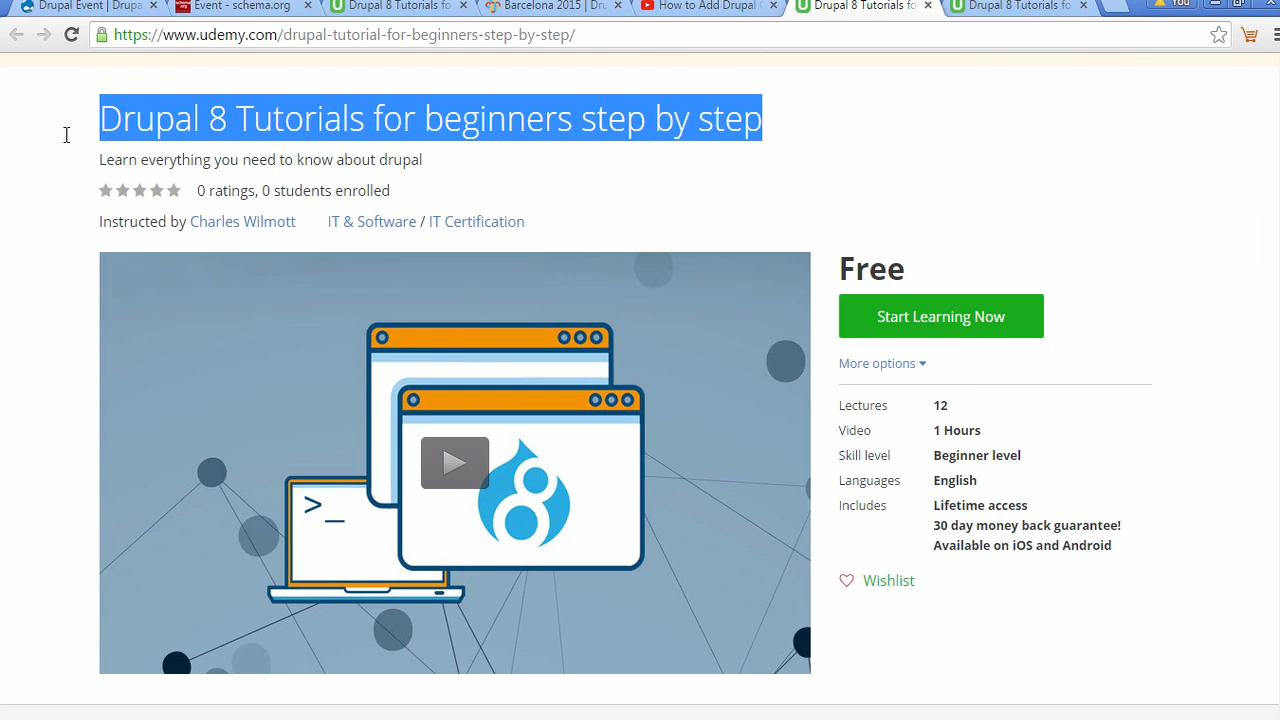 Drupal Event | Drupa
Event - schema.org
Drupal 8 Tutorials fo
Barcelona 2015 | Dru
How to Add Drupal C
Drupal 8 Tutorials fo
Drupal 8 Tutorials fo
You
https://www.udemy.com/drupal-tutorial-for-beginners-step-by-step/
Drupal 8 Tutorials for beginners step by step
Learn everything you need to know about drupal
0 ratings, 0 students enrolled
Instructed by Charles Wilmott IT & Software / IT Certification
Free
Start Learning Now
More options
Lectures 12
Video 1 Hours
Skill level Beginner level
Languages English
Includes Lifetime access
30 day money back guarantee!
Available on iOS and Android
Wishlist
>_
8